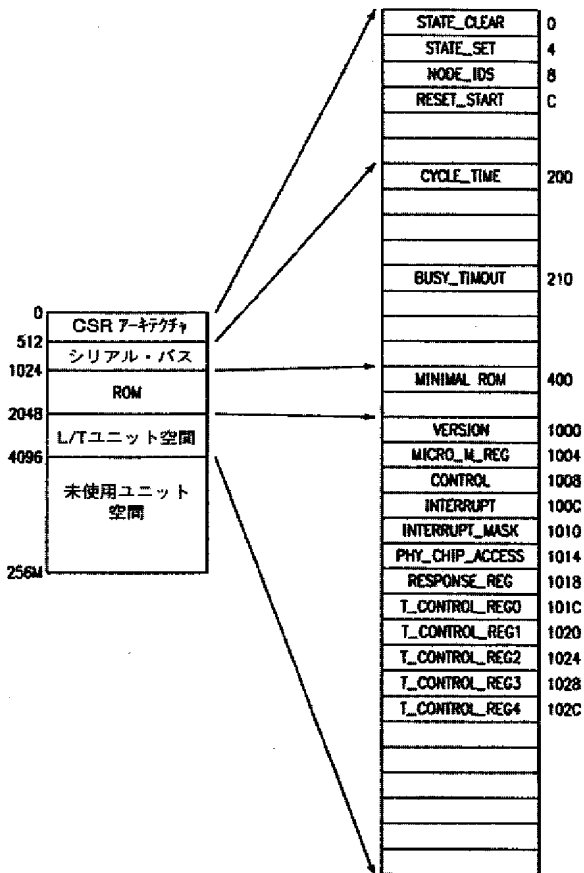 0
CSR アーキテクチャ
512
シリアル・バス
1024
ROM
2048
L/Tユニット空間
4096
未使用ユニット
空間
256M
STATE_CLEAR 0
STATE_SET 4
NODE_IDS 8
RESET_START C
CYCLE_TIME 200
BUSY_TIMOUT 210
MINIMAL ROM 400
VERSION 1000
MICRO_M_REG 1004
CONTROL 1008
INTERRUPT 100C
INTERRUPT_MASK 1010
PHY_CHIP_ACCESS 1014
RESPONSE_REG 1018
T_CONTROL_REG0 101C
T_CONTROL_REG1 1020
T_CONTROL_REG2 1024
T_CONTROL_REG3 1028
T_CONTROL_REG4 102C